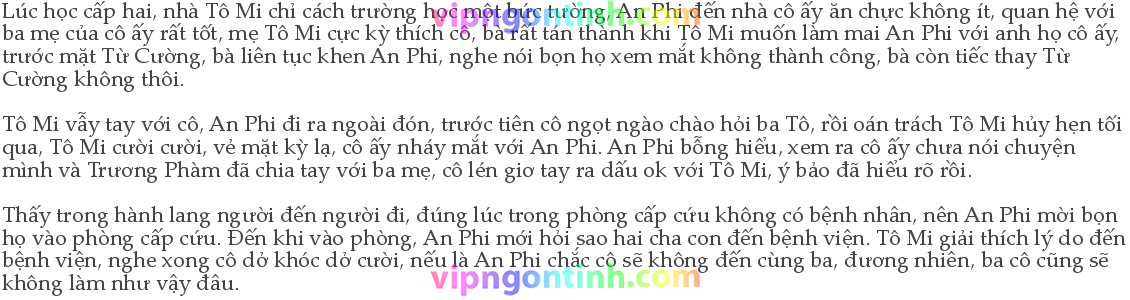 Lúc học cấp hai, nhà Tô Mi chỉ cách trường học một bức tường, An Phi đến nhà cô ấy ăn chực không ít, quan hệ với
vipngontinh.com
ba mẹ của cô ấy rất tốt, mẹ Tô Mi cực kỳ thích cô, bà rất tán thành khi Tô Mi muốn làm mai An Phi với anh họ cô ấy,
trước mặt Từ Cường, bà liên tục khen An Phi, nghe nói bọn họ xem mắt không thành công, bà còn tiếc thay Từ
Cường không thôi.
Tô Mi vẫy tay với cô, An Phi đi ra ngoài đón, trước tiên cô ngọt ngào chào hỏi ba Tô, rồi oán trách Tô Mi hủy hẹn tối
qua, Tô Mi cười cười, vẻ mặt kỳ lạ, cô ấy nháy mắt với An Phi. An Phi bỗng hiểu, xem ra cô ấy chưa nói chuyện
mình và Trương Phàm đã chia tay với ba mẹ, cô lén giơ tay ra dấu ok với Tô Mi, ý bảo đã hiểu rõ rồi.
Thấy trong hành lang người đến người đi, đúng lúc trong phòng cấp cứu không có bệnh nhân, nên An Phi mời bọn
họ vào phòng cấp cứu. Đến khi vào phòng, An Phi mới hỏi sao hai cha con đến bệnh viện. Tô Mi giải thích lý do đến
bệnh viện, nghe xong cô dở khóc dở cười, nếu là An Phi chắc cô sẽ không đến cùng ba, đương nhiên, ba cô cũng sẽ
không làm như vậy đâu.
vipngontinh.com